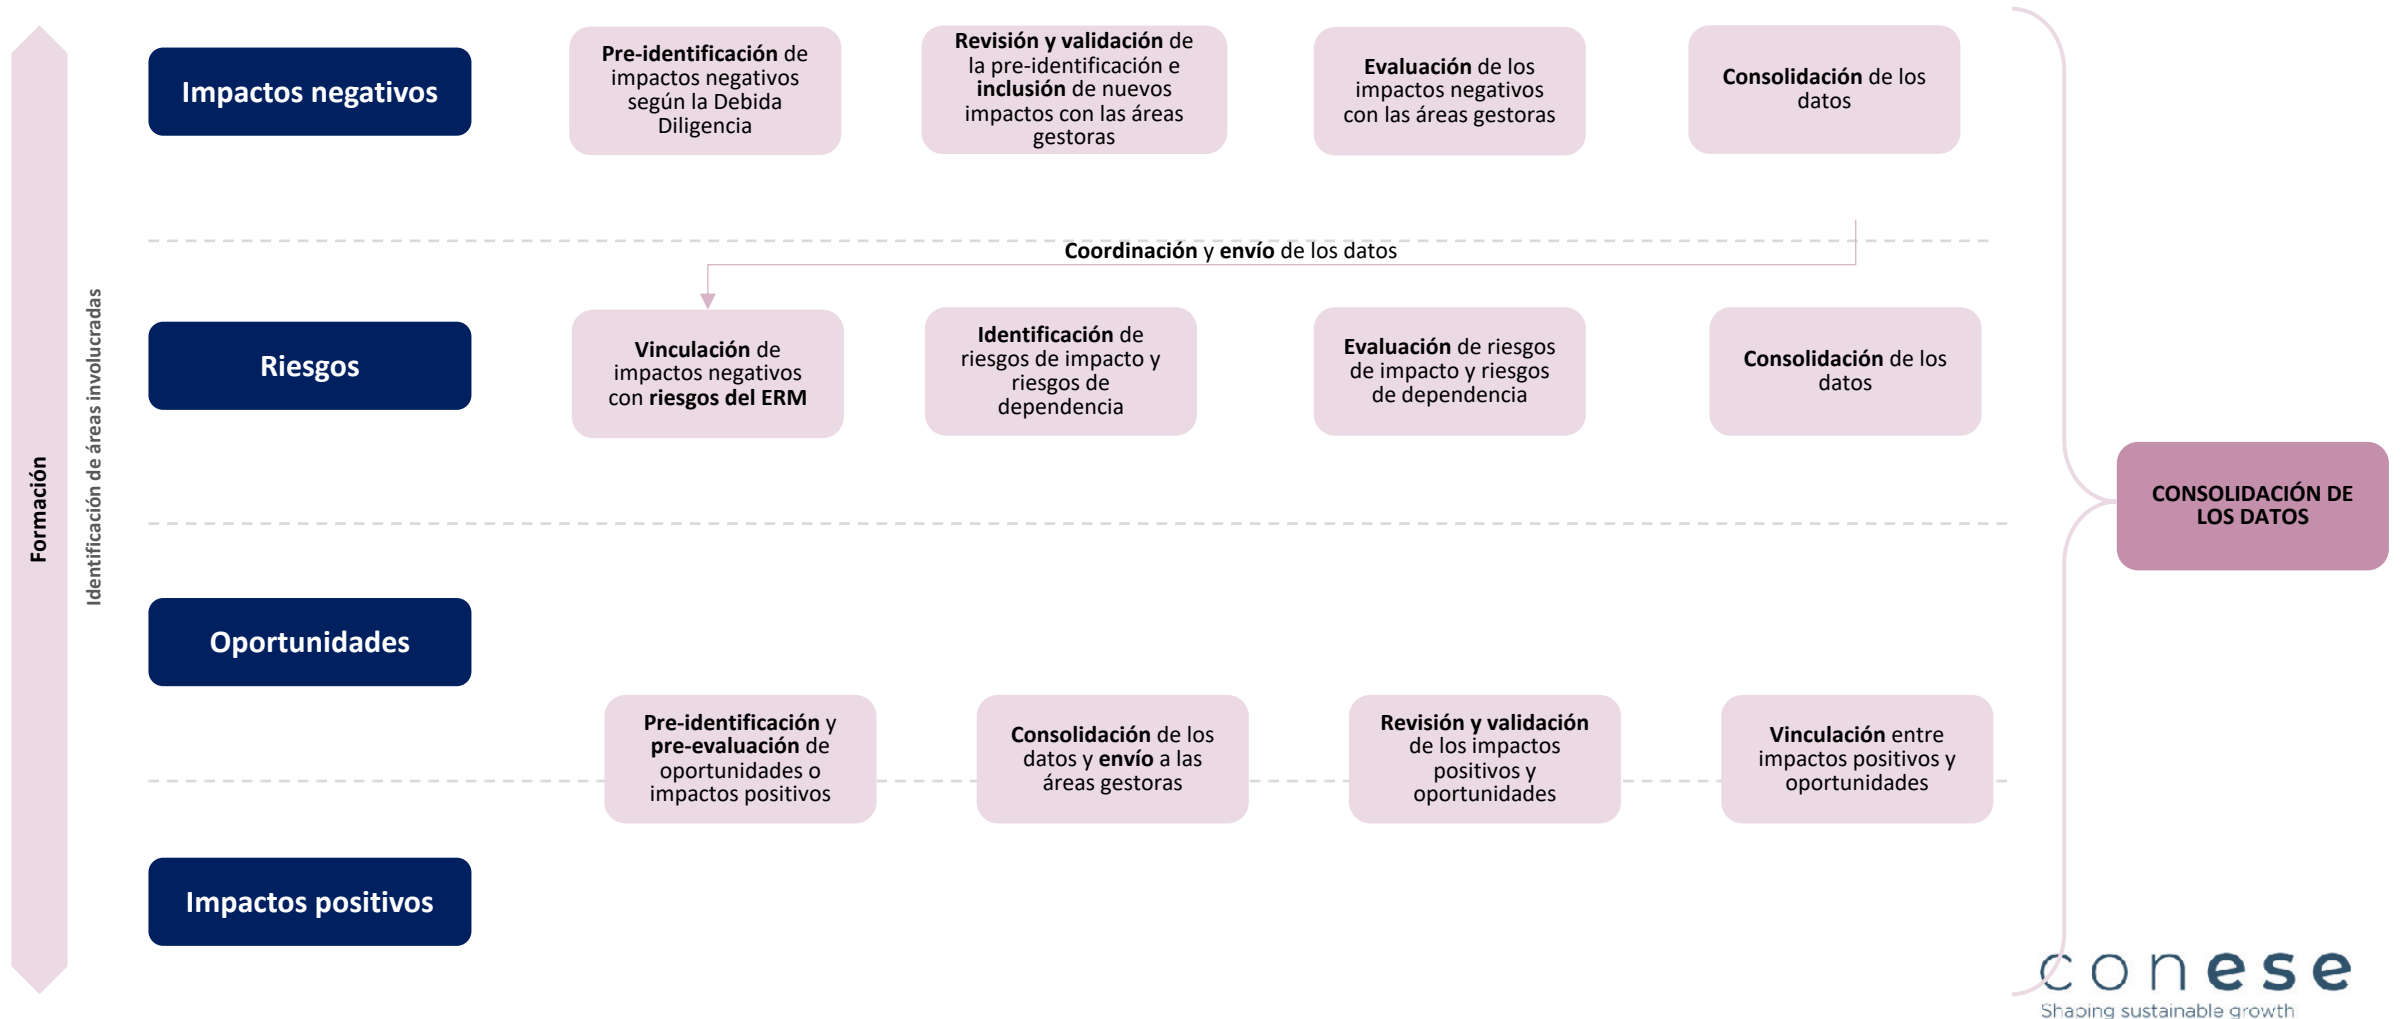 Formación
Identificación de áreas involucradas
Impactos negativos
Pre-identificación de
impactos negativos
según la Debida
Diligencia
Revisión y validación de
la pre-identificación e
inclusión de nuevos
impactos con las áreas
gestoras
Evaluación de los
impactos negativos
con las áreas gestoras
Consolidación de los
datos
Coordinación y envío de los datos
Riesgos
Vinculación de
impactos negativos
con riesgos del ERM
Identificación de
riesgos de impacto y
riesgos de
dependencia
Evaluación de riesgos
de impacto y riesgos
de dependencia
Consolidación de los
datos
CONSOLIDACIÓN DE
LOS DATOS
Oportunidades
Pre-identificación y
pre-evaluación de
oportunidades o
impactos positivos
Consolidación de los
datos y envío a las
áreas gestoras
Revisión y validación
de los impactos
positivos y
oportunidades
Vinculación entre
impactos positivos y
oportunidades
Impactos positivos
conese
Shaping sustainable growth